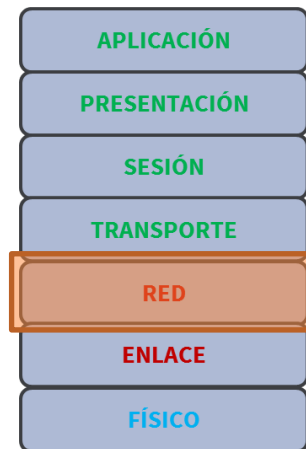 APLICACIÓN
PRESENTACIÓN
SESIÓN
TRANSPORTE
RED
ENLACE
FÍSICO